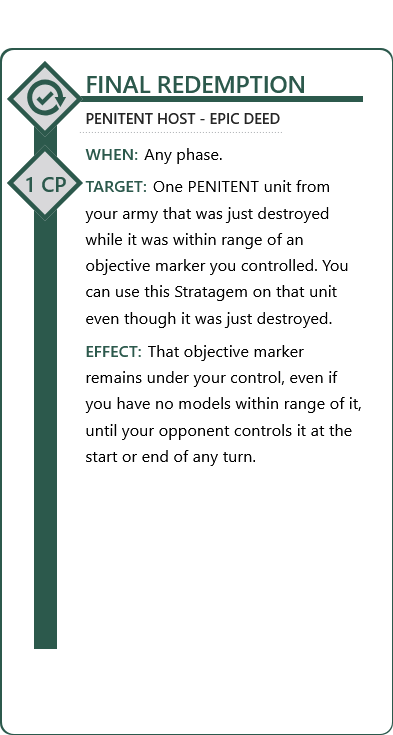 FINAL REDEMPTION
PENITENT HOST - EPIC DEED
WHEN: Any phase.
1 CP
TARGET: One PENITENT unit from
your army that was just destroyed
while it was within range of an
objective marker you controlled. You
can use this Stratagem on that unit
even though it was just destroyed.
EFFECT: That objective marker
remains under your control, even if
you have no models within range of it,
until your opponent controls it at the
start or end of any turn.